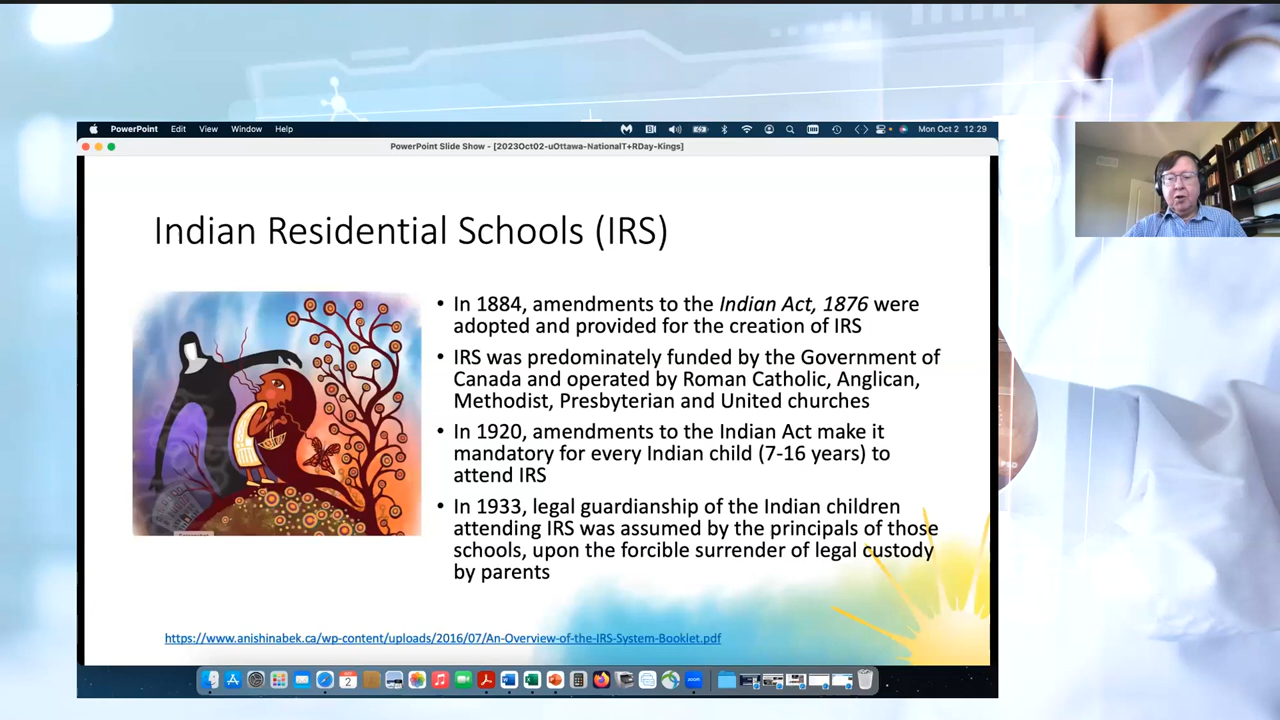 PowerPoint Edit View Window Help Mon Oct 2 12:29
PowerPoint Slide Show - [2023Oct02-uOttawa-NationalT+RDay-Kings]
Indian Residential Schools (IRS)
• In 1884, amendments to the Indian Act, 1876 were
adopted and provided for the creation of IRS
• IRS was predominately funded by the Government of
Canada and operated by Roman Catholic, Anglican,
Methodist, Presbyterian and United churches
• In 1920, amendments to the Indian Act make it
mandatory for every Indian child (7-16 years) to
attend IRS
• In 1933, legal guardianship of the Indian children
attending IRS was assumed by the principals of those
schools, upon the forcible surrender of legal custody
by parents
https://www.anishinabek.ca/wp-content/uploads/2016/07/An-Overview-of-the-IRS-System-Booklet.pdf
2
zoom